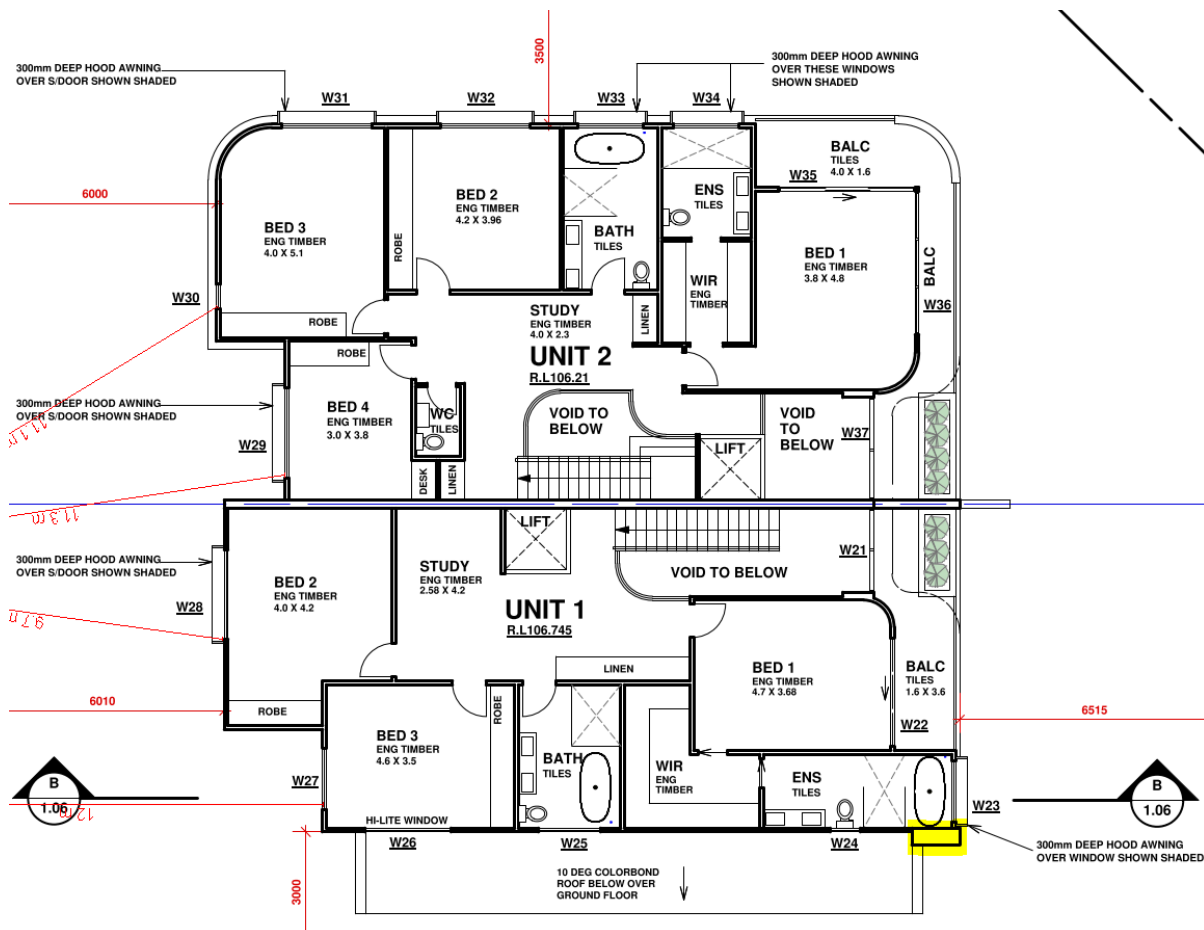 300mm DEEP HOOD AWNING
OVER S/DOOR SHOWN SHADED
W31
W32
3500
W33
W34
300mm DEEP HOOD AWNING
OVER THESE WINDOWS
SHOWN SHADED
6000
BED 3
ENG TIMBER
4.0 X 5.1
ROBE
BED 2
ENG TIMBER
4.2 X 3.96
BATH
TILES
ENS
TILES
BALC
TILES
4.0 X 1.6
W35
BED 1
ENG TIMBER
3.8 X 4.8
BALC
W36
WIR
ENG
TIMBER
W30
ROBE
STUDY
ENG TIMBER
4.0 X 2.3
LINEN
UNIT 2
R.L106.21
ROBE
300mm DEEP HOOD AWNING
OVER S/DOOR SHOWN SHADED
11.1m
BED 4
ENG TIMBER
3.0 X 3.8
WC
TILES
VOID TO
BELOW
VOID
TO
BELOW
W37
W29
LIFT
DESK
LINEN
11.3m
LIFT
W21
300mm DEEP HOOD AWNING
OVER S/DOOR SHOWN SHADED
STUDY
ENG TIMBER
2.58 X 4.2
VOID TO BELOW
BED 2
ENG TIMBER
4.0 X 4.2
W28
9.7m
UNIT 1
R.L106.745
LINEN
BED 1
ENG TIMBER
4.7 X 3.68
BALC
TILES
1.6 X 3.6
6010
ROBE
ROBE
W22
6515
BED 3
ENG TIMBER
4.6 X 3.5
BATH
TILES
WIR
ENG
TIMBER
ENS
TILES
B
1.06
12m
W27
W23
B
1.06
HI-LITE WINDOW
W26
W25
W24
300mm DEEP HOOD AWNING
OVER WINDOW SHOWN SHADED
3000
10 DEG COLORBOND
ROOF BELOW OVER
GROUND FLOOR